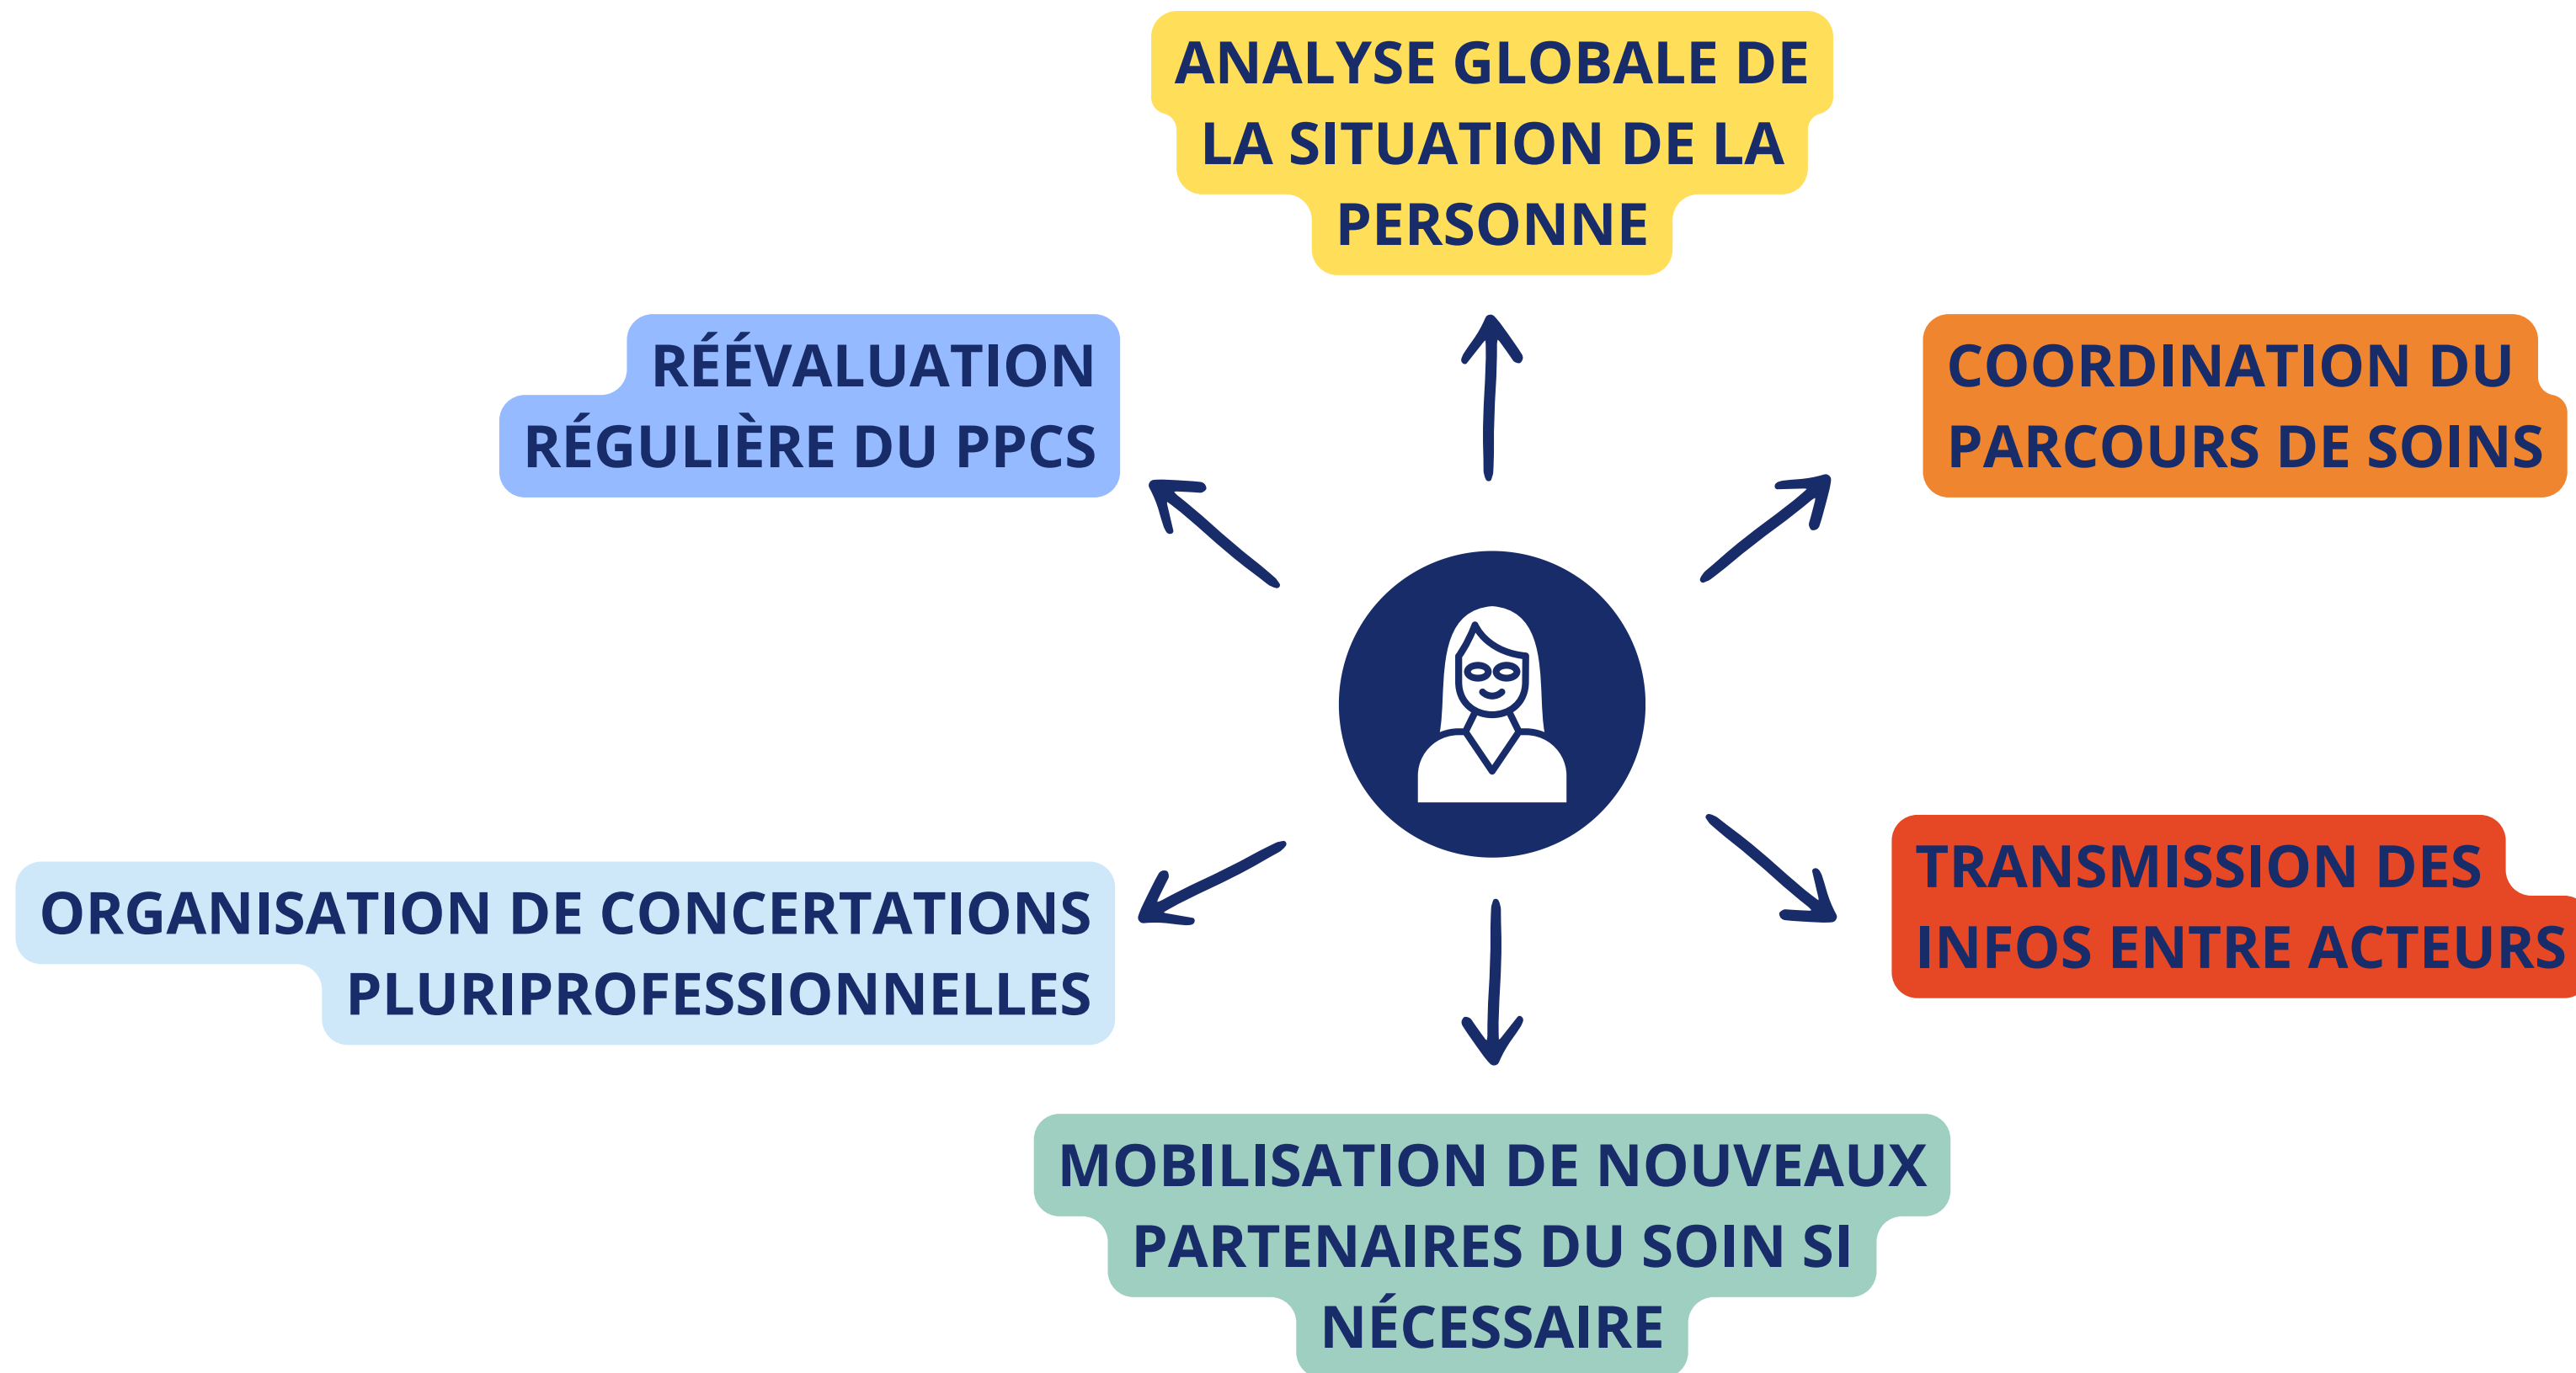 ANALYSE GLOBALE DE
LA SITUATION DE LA
PERSONNE
RÉÉVALUATION
RÉGULIÈRE DU PPCS
COORDINATION DU
PARCOURS DE SOINS
ORGANISATION DE CONCERTATIONS
PLURIPROFESSIONNELLES
TRANSMISSION DES
INFOS ENTRE ACTEURS
MOBILISATION DE NOUVEAUX
PARTENAIRES DU SOIN SI
NÉCESSAIRE